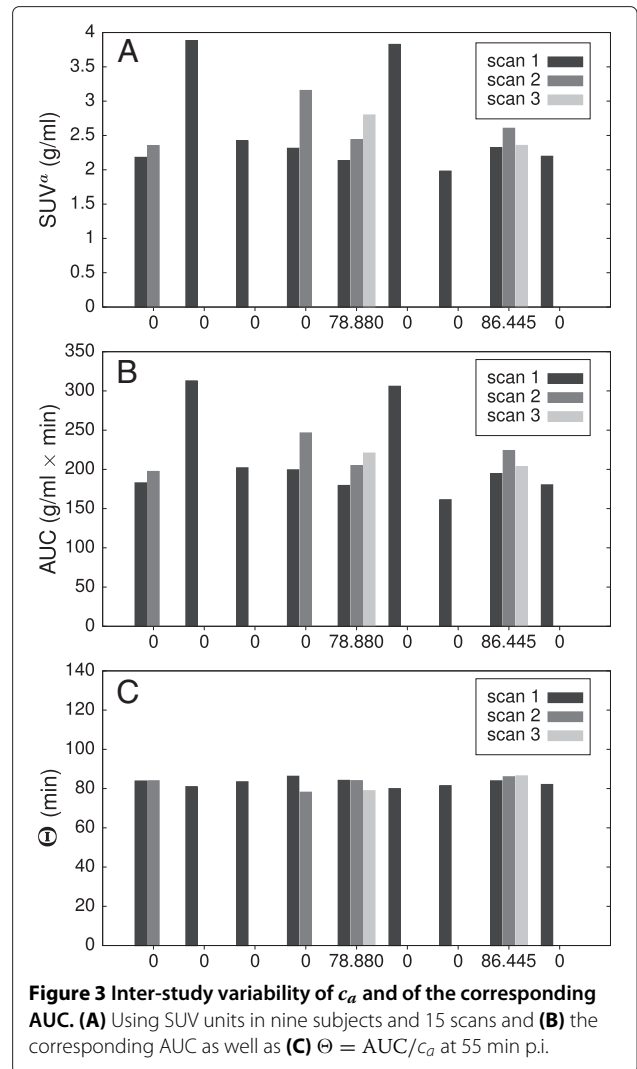 A
SUVᵃ (g/ml)
4
3.5
3
2.5
2
1.5
1
0.5
0
scan 1
scan 2
scan 3
0 0 0 0 78.880 0 0 86.445 0
B
AUC (g/ml × min)
350
300
250
200
150
100
50
0
scan 1
scan 2
scan 3
0 0 0 0 78.880 0 0 86.445 0
C
Θ (min)
140
120
100
80
60
40
20
0
scan 1
scan 2
scan 3
0 0 0 0 78.880 0 0 86.445 0
Figure 3 Inter-study variability of cₐ and of the corresponding
AUC. (A) Using SUV units in nine subjects and 15 scans and (B) the
corresponding AUC as well as (C) Θ = AUC/cₐ at 55 min p.i.